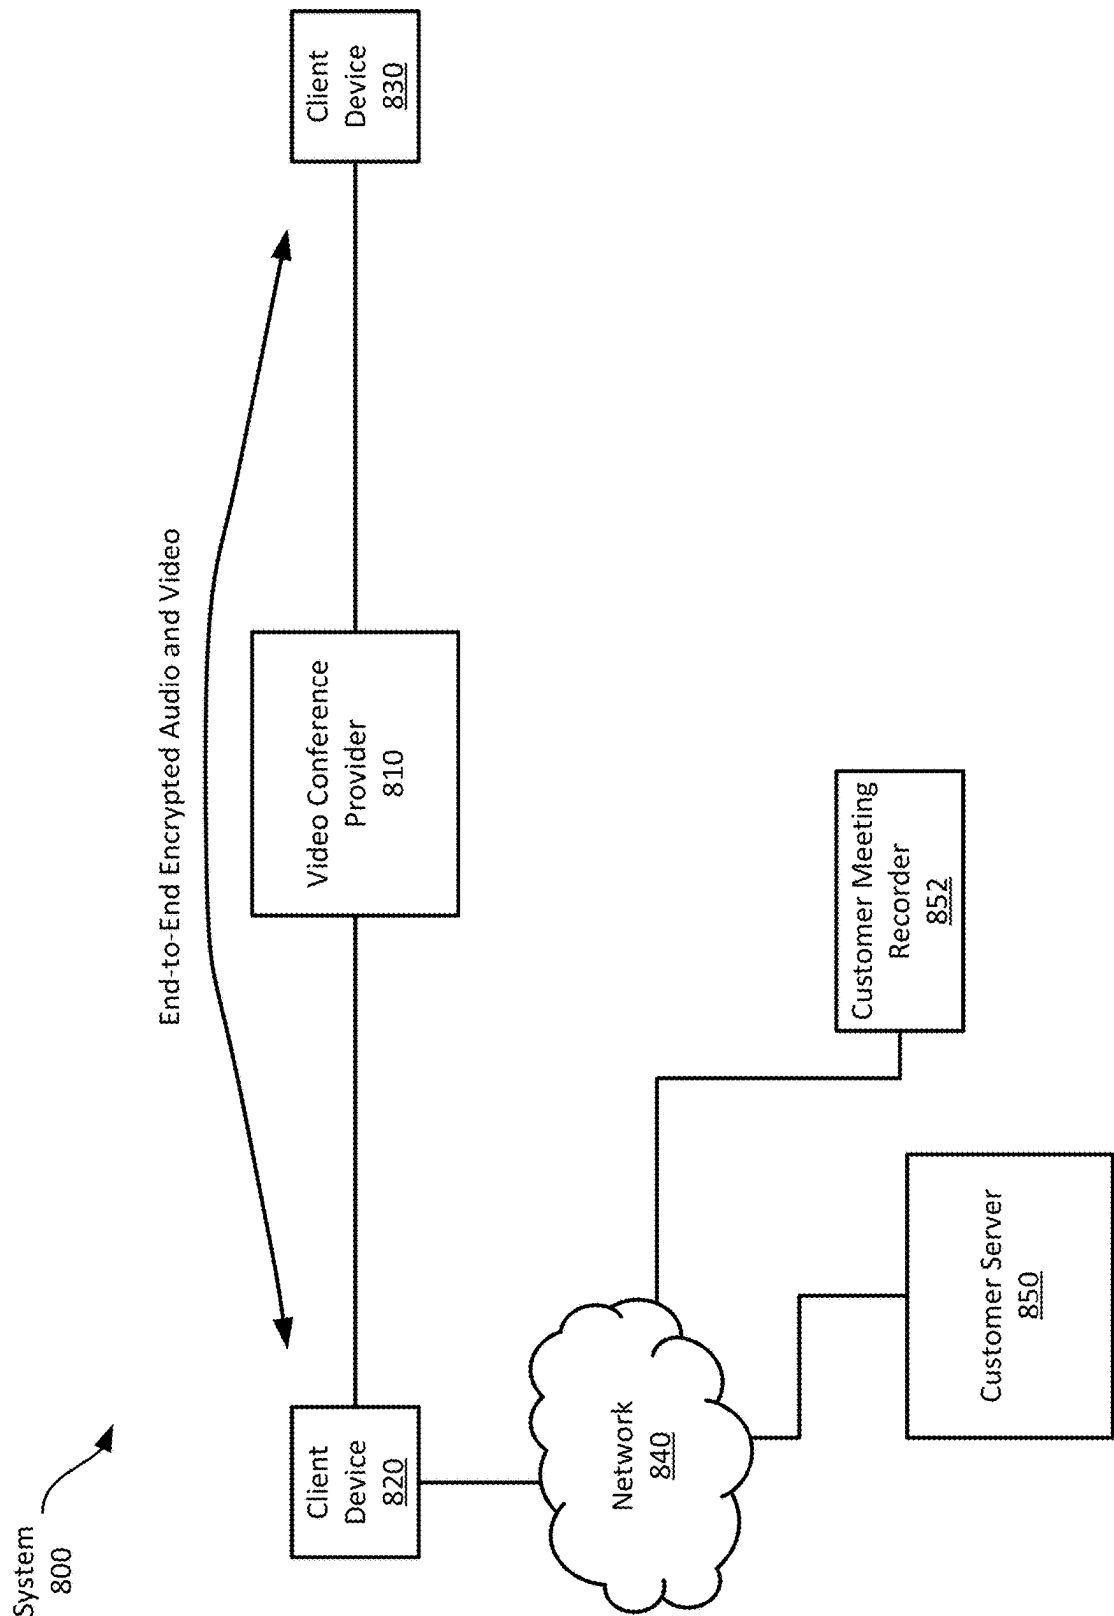 System
800
End-to-End Encrypted Audio and Video
Client
Device
820
Video Conference
Provider
810
Client
Device
830
Network
840
Customer Meeting
Recorder
852
Customer Server
850